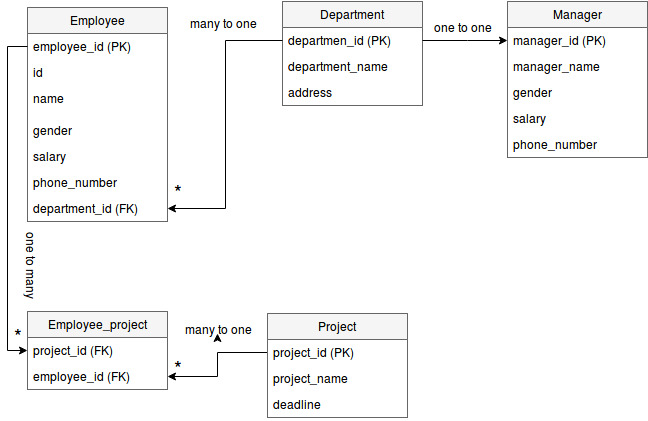 Employee
employee_id (PK)
id
name
gender
salary
phone_number
department_id (FK)
many to one
*
Department
departmen_id (PK)
department_name
address
one to one
Manager
manager_id (PK)
manager_name
gender
salary
phone_number
one to many
*
Employee_project
project_id (FK)
employee_id (FK)
many to one
*
Project
project_id (PK)
project_name
deadline